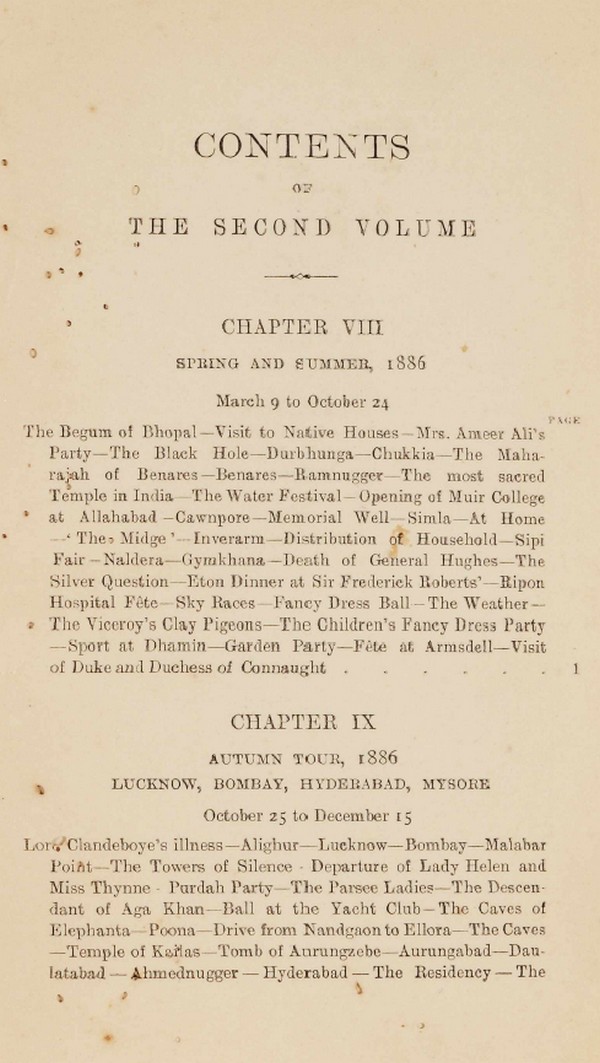 CONTENTS
OF
THE SECOND VOLUME
CHAPTER VIII
SPRING AND SUMMER, 1886
March 9 to October 24
PAGE
The Begum of Bhopal—Visit to Native Houses—Mrs. Ameer Ali's
Party—The Black Hole—Durbhunga—Chukkia—The Maha-
rajah of Benares—Benares—Ramnugger—The most sacred
Temple in India—The Water Festival—Opening of Muir College
at Allahabad—Cawnpore—Memorial Well—Simla—At Home
—'The Midge'—Inverarm—Distribution of Household—Sipi
Fair—Naldera—Gymkhana—Death of General Hughes—The
Silver Question—Eton Dinner at Sir Frederick Roberts'—Ripon
Hospital Fête—Sky Races—Fancy Dress Ball—The Weather—
The Viceroy's Clay Pigeons—The Children's Fancy Dress Party
—Sport at Dhamin—Garden Party—Fête at Armsdell—Visit
of Duke and Duchess of Connaught . . . . . . 1
CHAPTER IX
AUTUMN TOUR, 1886
LUCKNOW, BOMBAY, HYDERABAD, MYSORE
October 25 to December 15
Lord Clandeboye's illness—Alighur—Lucknow—Bombay—Malabar
Point—The Towers of Silence - Departure of Lady Helen and
Miss Thynne - Purdah Party—The Parsee Ladies—The Descen-
dant of Aga Khan—Ball at the Yacht Club—The Caves of
Elephanta—Poona—Drive from Nandgaon to Ellora—The Caves
—Temple of Kailas—Tomb of Aurungzebe—Aurungabad—Dau-
latabad—Ahmednugger—Hyderabad—The Residency—The